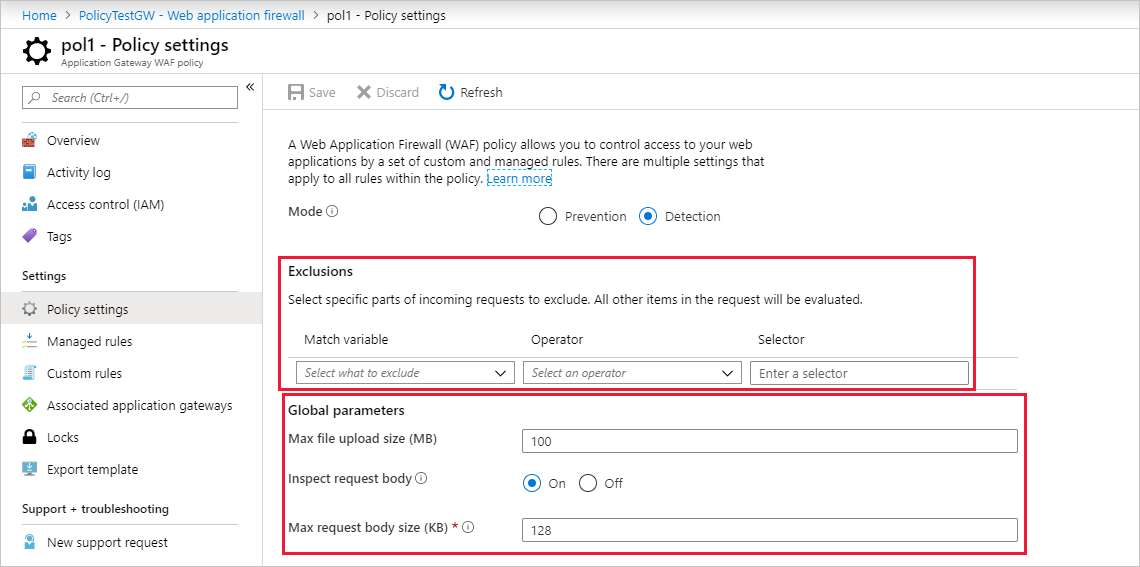 Home > PolicyTestGW - Web application firewall > pol1 - Policy settings
pol1 - Policy settings
Application Gateway WAF policy
Search (Ctrl+/)
«
Overview
Activity log
Access control (IAM)
Tags
Settings
Policy settings
Managed rules
Custom rules
Associated application gateways
Locks
Export template
Support + troubleshooting
New support request
Save Discard Refresh
A Web Application Firewall (WAF) policy allows you to control access to your web
applications by a set of custom and managed rules. There are multiple settings that
apply to all rules within the policy. Learn more
Mode
Prevention Detection
Exclusions
Select specific parts of incoming requests to exclude. All other items in the request will be evaluated.
Match variable Operator Selector
Select what to exclude Select an operator Enter a selector
Global parameters
Max file upload size (MB) 100
Inspect request body On Off
Max request body size (KB) * 128